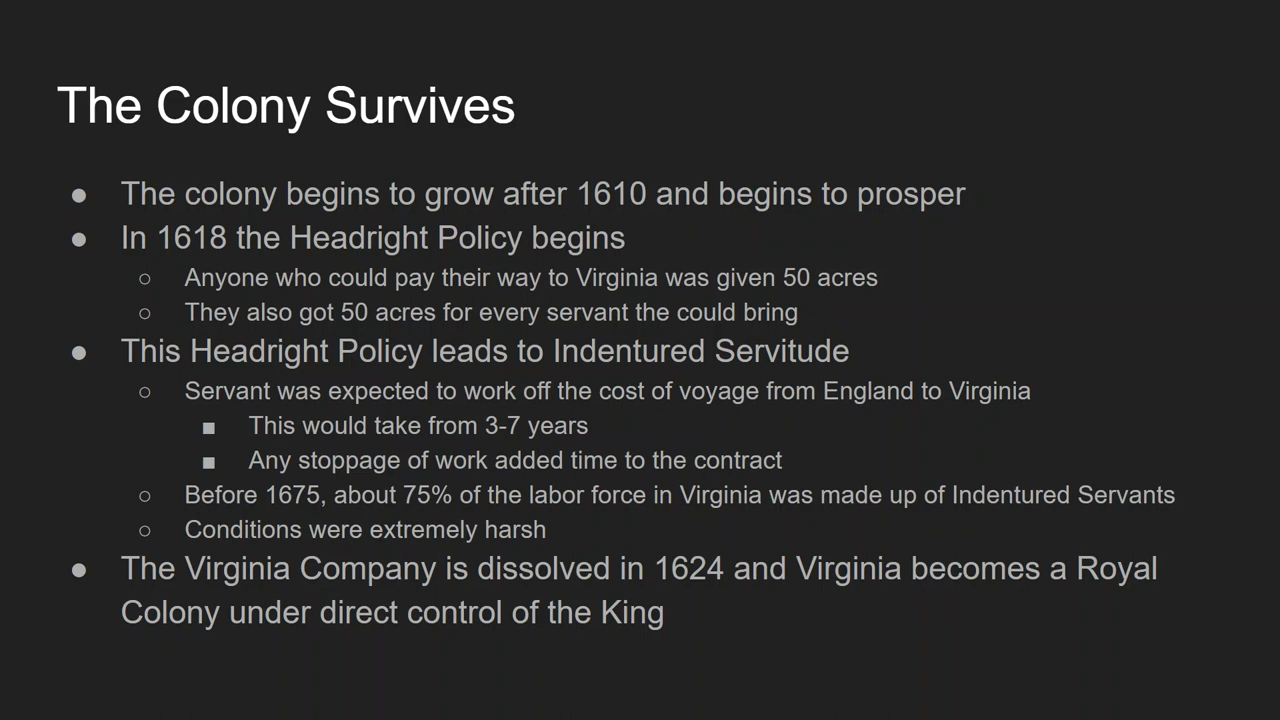 The Colony Survives
● The colony begins to grow after 1610 and begins to prosper
● In 1618 the Headright Policy begins
○ Anyone who could pay their way to Virginia was given 50 acres
○ They also got 50 acres for every servant the could bring
● This Headright Policy leads to Indentured Servitude
○ Servant was expected to work off the cost of voyage from England to Virginia
■ This would take from 3-7 years
■ Any stoppage of work added time to the contract
○ Before 1675, about 75% of the labor force in Virginia was made up of Indentured Servants
○ Conditions were extremely harsh
● The Virginia Company is dissolved in 1624 and Virginia becomes a Royal
Colony under direct control of the King